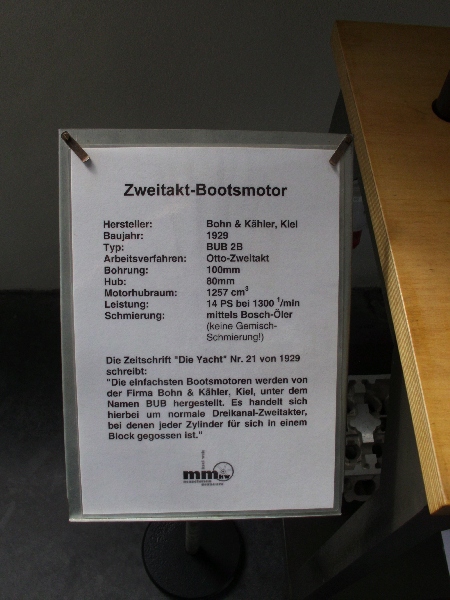 Zweitakt-Bootsmotor
Hersteller: Bohn & Kähler, Kiel
Baujahr: 1929
Typ: BUB 2B
Arbeitsverfahren: Otto-Zweitakt
Bohrung: 100mm
Hub: 80mm
Motorhubraum: 1257 cm³
Leistung: 14 PS bei 1300 ¹/min
Schmierung: mittels Bosch-Öler
(keine Gemisch-
Schmierung!)
Die Zeitschrift "Die Yacht" Nr. 21 von 1929
schreibt:
"Die einfachsten Bootsmotoren werden von
der Firma Bohn & Kähler, Kiel, unter dem
Namen BUB hergestellt. Es handelt sich
hierbei um normale Dreikanal-Zweitakter,
bei denen jeder Zylinder für sich in einem
Block gegossen ist."
mm